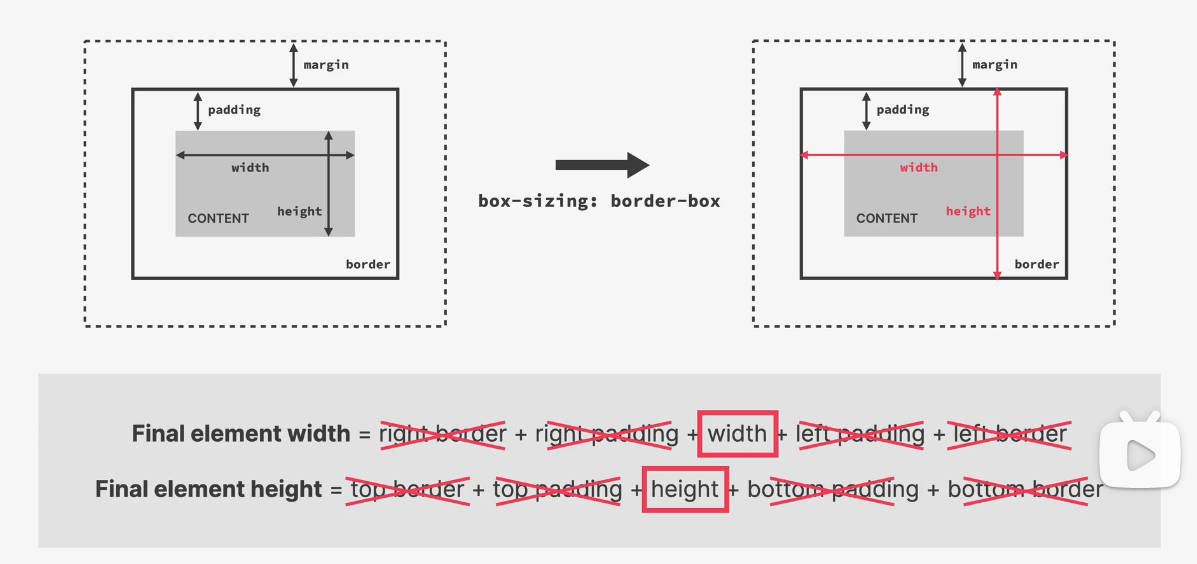 margin
padding
width
height
CONTENT
border
box-sizing: border-box
margin
padding
width
height
CONTENT
border
Final element width = right border + right padding + width + left padding + left border
Final element height = top border + top padding + height + bottom padding + bottom border